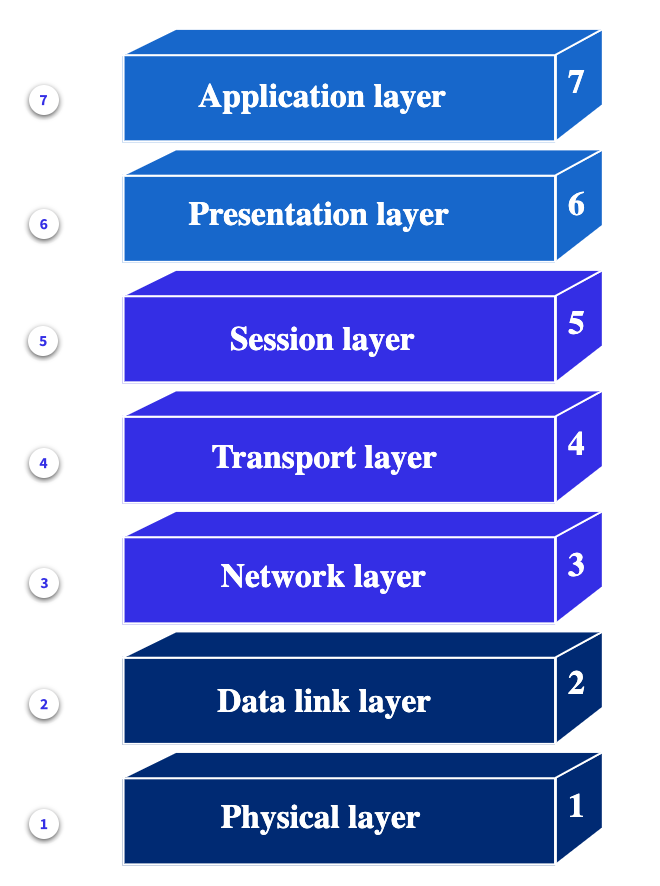 7
Application layer
7
6
Presentation layer
6
5
Session layer
5
4
Transport layer
4
3
Network layer
3
2
Data link layer
2
1
Physical layer
1